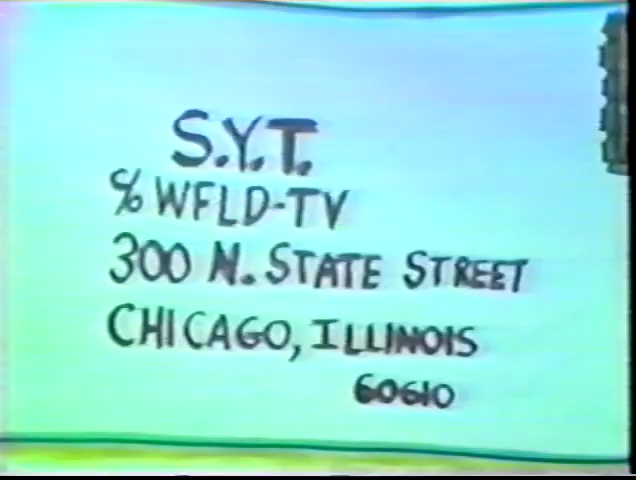 S.Y.T.
℅ WFLD-TV
300 N. STATE STREET
CHICAGO, ILLINOIS
60610